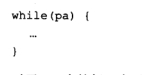 while(pa) {
…
}